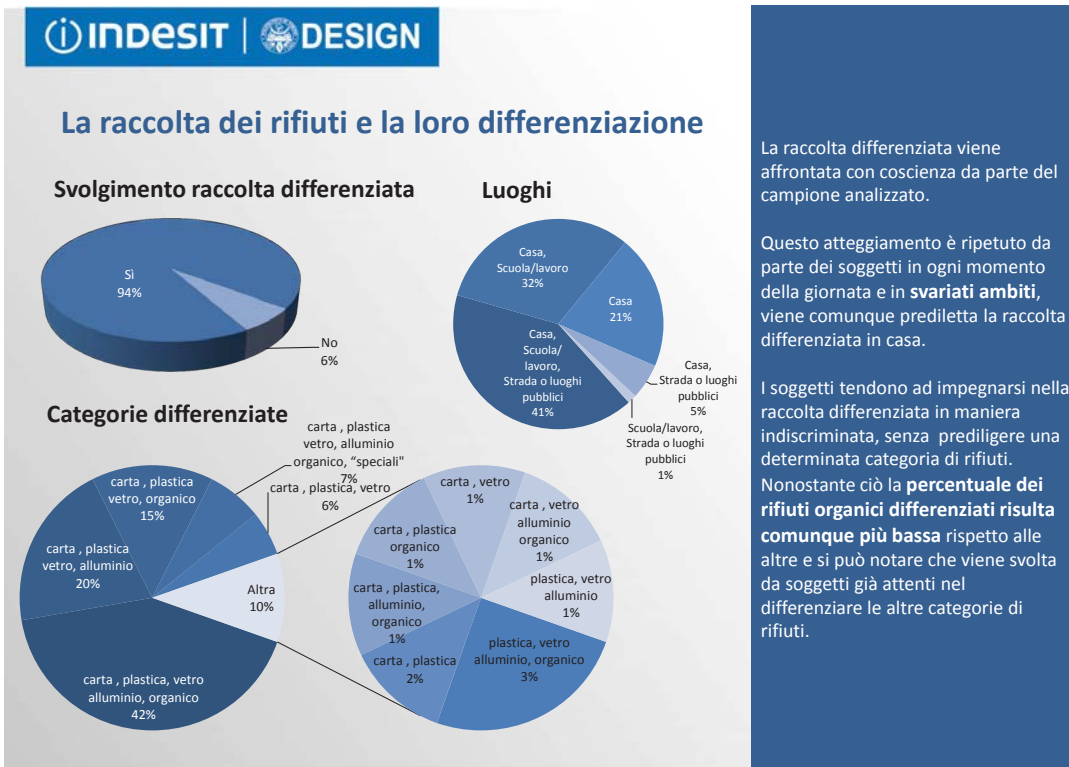 INDESIT | DESIGN
La raccolta dei rifiuti e la loro differenziazione
Svolgimento raccolta differenziata
Sì
94%
No
6%
Luoghi
Casa,
Scuola/lavoro
32%
Casa
21%
Casa,
Scuola/
lavoro,
Strada o luoghi
pubblici
41%
Casa,
Strada o luoghi
pubblici
5%
Scuola/lavoro,
Strada o luoghi
pubblici
1%
Categorie differenziate
carta , plastica
vetro, alluminio
organico, “speciali"
7%
carta , plastica, vetro
6%
carta , plastica
vetro, organico
15%
carta , plastica
vetro, alluminio
20%
Altra
10%
carta , plastica, vetro
alluminio, organico
42%
carta , vetro
1%
carta , vetro
alluminio
organico
1%
carta , plastica
organico
1%
plastica, vetro
alluminio
1%
carta , plastica,
alluminio,
organico
1%
carta , plastica
2%
plastica, vetro
alluminio, organico
3%
La raccolta differenziata viene
affrontata con coscienza da parte del
campione analizzato.
Questo atteggiamento è ripetuto da
parte dei soggetti in ogni momento
della giornata e in svariati ambiti,
viene comunque prediletta la raccolta
differenziata in casa.
I soggetti tendono ad impegnarsi nella
raccolta differenziata in maniera
indiscriminata, senza prediligere una
determinata categoria di rifiuti.
Nonostante ciò la percentuale dei
rifiuti organici differenziati risulta
comunque più bassa rispetto alle
altre e si può notare che viene svolta
da soggetti già attenti nel
differenziare le altre categorie di
rifiuti.